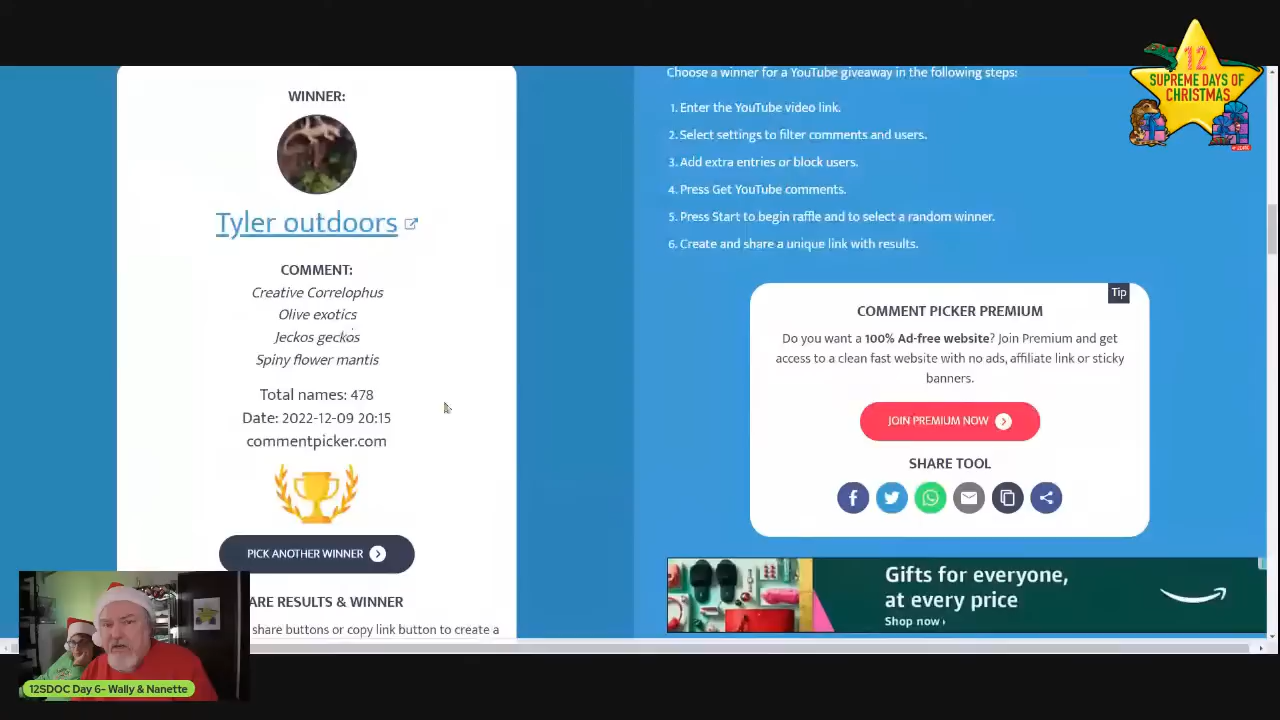 WINNER:
Tyler outdoors
COMMENT:
Creative Correlophus
Olive exotics
Jeckos geckos
Spiny flower mantis
Total names: 478
Date: 2022-12-09 20:15
commentpicker.com
PICK ANOTHER WINNER
ARE RESULTS & WINNER
share buttons or copy link button to create a
12SDOC Day 6- Wally & Nanette
Choose a winner for a YouTube giveaway in the following steps:
1. Enter the YouTube video link.
2. Select settings to filter comments and users.
3. Add extra entries or block users.
4. Press Get YouTube comments.
5. Press Start to begin raffle and to select a random winner.
6. Create and share a unique link with results.
Tip
COMMENT PICKER PREMIUM
Do you want a 100% Ad-free website? Join Premium and get
access to a clean fast website with no ads, affiliate link or sticky
banners.
JOIN PREMIUM NOW
SHARE TOOL
Gifts for everyone,
at every price
Shop now
12
SUPREME DAYS OF
CHRISTMAS